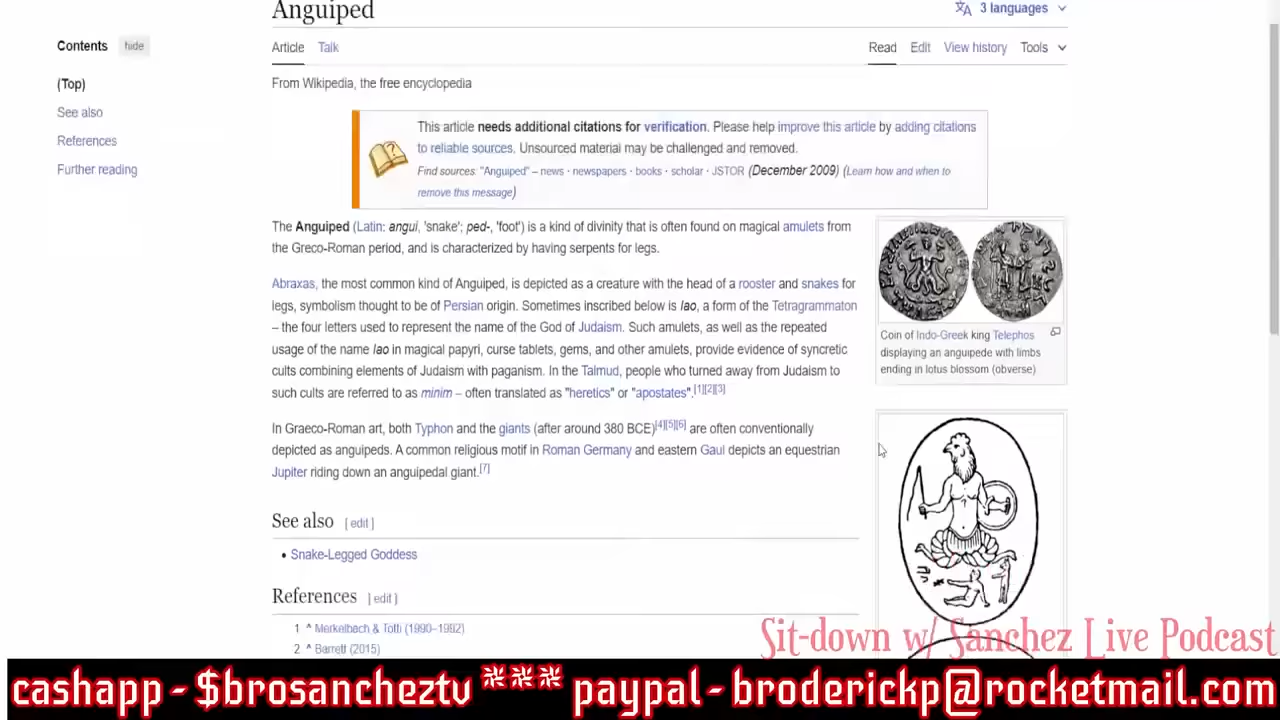 Anguiped
3 languages
Contents hide
Article Talk Read Edit View history Tools
(Top)
See also
References
Further reading
From Wikipedia, the free encyclopedia
This article needs additional citations for verification. Please help improve this article by adding citations
to reliable sources. Unsourced material may be challenged and removed.
Find sources: "Anguiped" – news · newspapers · books · scholar · JSTOR (December 2009) (Learn how and when to
remove this message)
The Anguiped (Latin: angui, 'snake'; ped-, 'foot') is a kind of divinity that is often found on magical amulets from
the Greco-Roman period, and is characterized by having serpents for legs.
Abraxas, the most common kind of Anguiped, is depicted as a creature with the head of a rooster and snakes for
legs, symbolism thought to be of Persian origin. Sometimes inscribed below is Iao, a form of the Tetragrammaton
– the four letters used to represent the name of the God of Judaism. Such amulets, as well as the repeated
usage of the name Iao in magical papyri, curse tablets, gems, and other amulets, provide evidence of syncretic
cults combining elements of Judaism with paganism. In the Talmud, people who turned away from Judaism to
such cults are referred to as minim – often translated as "heretics" or "apostates".[1][2][3]
In Graeco-Roman art, both Typhon and the giants (after around 380 BCE)[4][5][6] are often conventionally
depicted as anguipeds. A common religious motif in Roman Germany and eastern Gaul depicts an equestrian
Jupiter riding down an anguipedal giant.[7]
See also [ edit ]
• Snake-Legged Goddess
References [ edit ]
1 ^ Merkelbach & Totti (1990–1992)
2 ^ Barrett (2015)
Coin of Indo-Greek king Telephos
displaying an anguipede with limbs
ending in lotus blossom (obverse)
Sit-down w/ Sanchez Live Podcast
cashapp - $brosancheztv *** paypal - broderickp@rocketmail.com